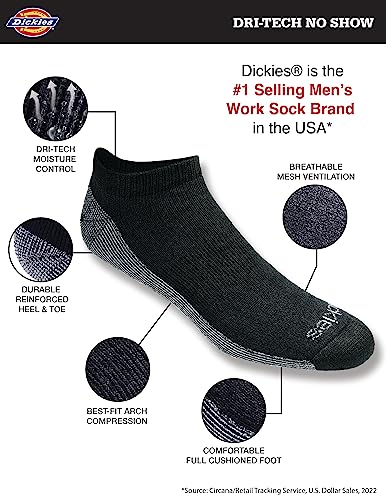 Dickies
DRI-TECH NO SHOW
Dickies® is the
#1 Selling Men's
Work Sock Brand
in the USA*
DRI-TECH
MOISTURE
CONTROL
BREATHABLE
MESH VENTILATION
DURABLE
REINFORCED
HEEL & TOE
BEST-FIT ARCH
COMPRESSION
COMFORTABLE
FULL CUSHIONED FOOT
*Source: Circana/Retail Tracking Service, U.S. Dollar Sales, 2022